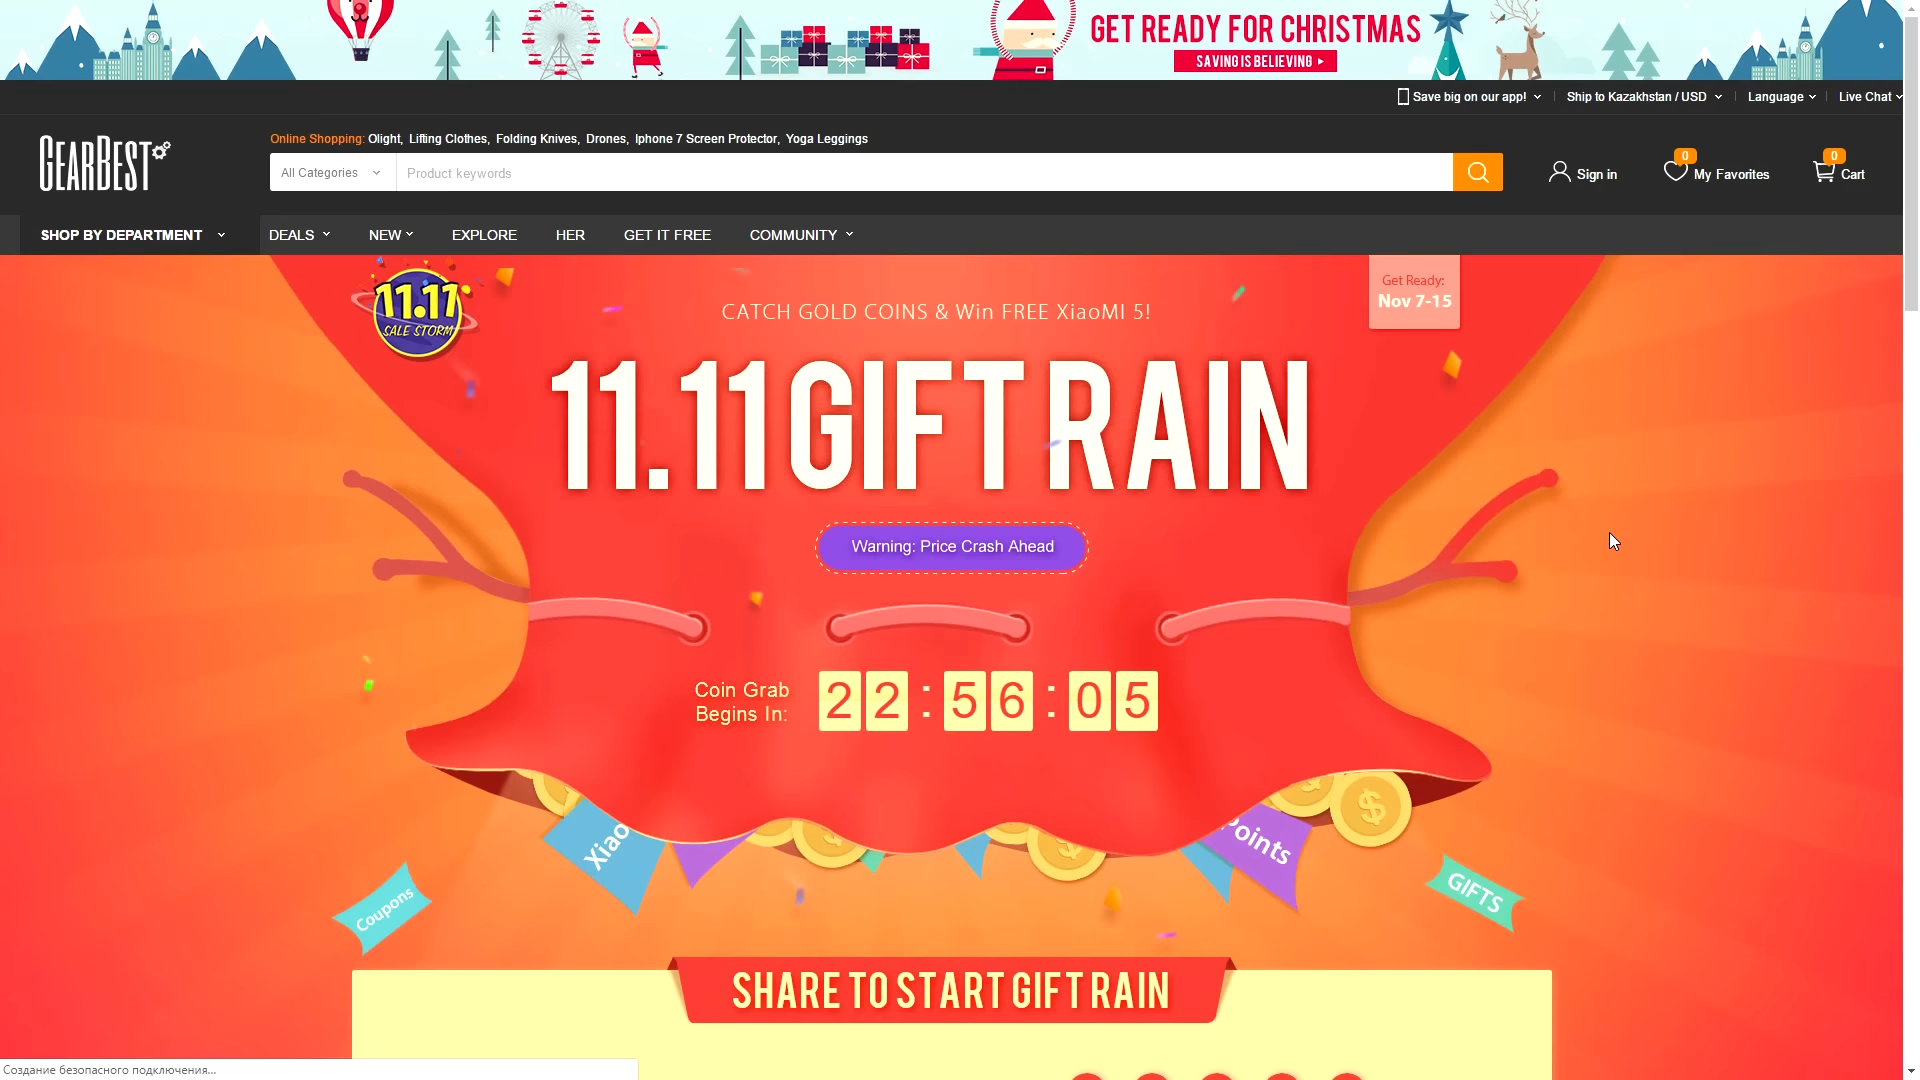 GET READY FOR CHRISTMAS
SAVING IS BELIEVING
Save big on our app!
Ship to Kazakhstan / USD
Language
Live Chat
GEARBEST
Online Shopping: Olight, Lifting Clothes, Folding Knives, Drones, Iphone 7 Screen Protector, Yoga Leggings
All Categories
Product keywords
Sign in
0
My Favorites
0
Cart
SHOP BY DEPARTMENT
DEALS
NEW
EXPLORE
HER
GET IT FREE
COMMUNITY
11.11
SALE STORM
Get Ready:
Nov 7-15
CATCH GOLD COINS & Win FREE XiaoMI 5!
11.11 GIFT RAIN
Warning: Price Crash Ahead
Coin Grab
Begins In:
22 : 56 : 05
Xiao
Points
Coupons
GIFTS
SHARE TO START GIFT RAIN
Создание безопасного подключения...